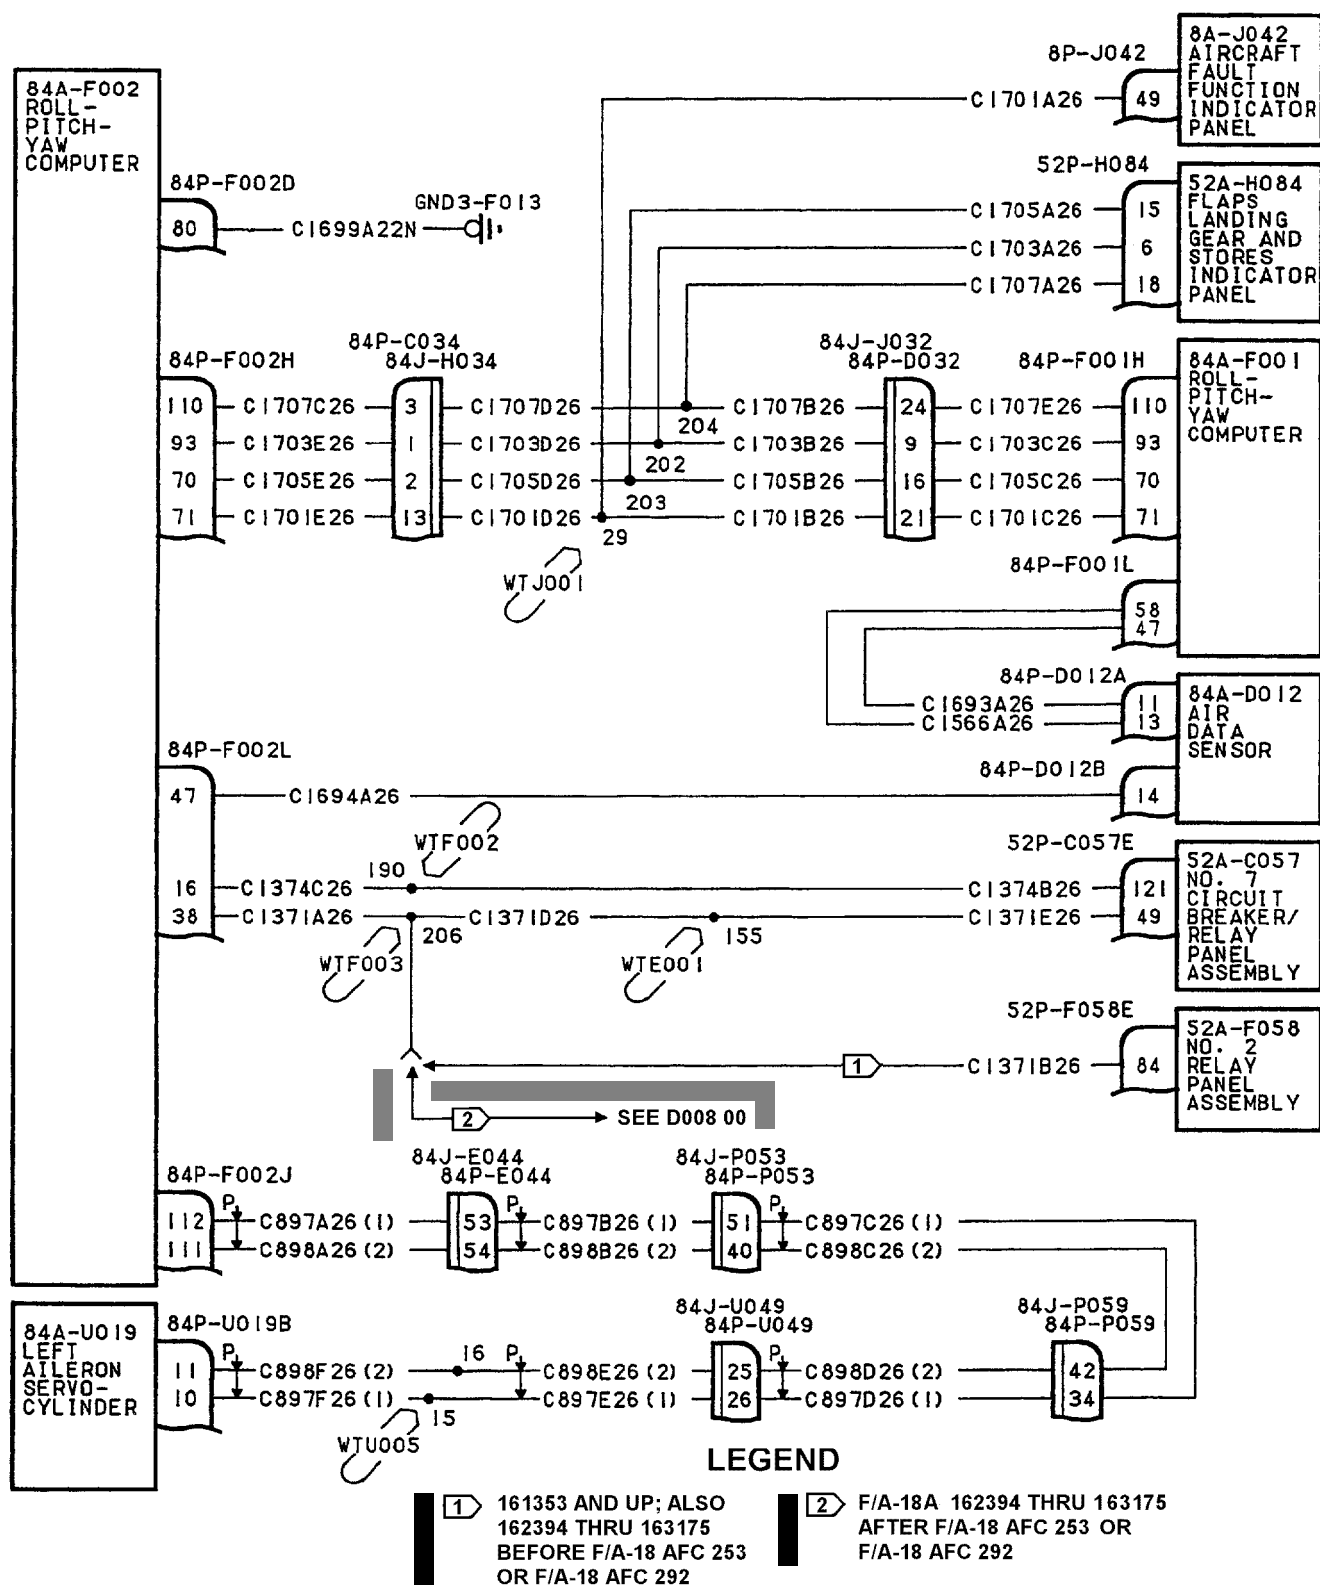 8P-J042
8A-J042
AIRCRAFT
FAULT
FUNCTION
INDICATOR
PANEL
C1701A26
49
84A-F002
ROLL-
PITCH-
YAW
COMPUTER
84P-F002D
80
C1699A22N
GND3-F013
52P-H084
52A-H084
FLAPS
LANDING
GEAR AND
STORES
INDICATOR
PANEL
C1705A26
15
C1703A26
6
C1707A26
18
84P-F002H
84P-C034
84J-H034
84J-J032
84P-D032
84P-F001H
84A-F001
ROLL-
PITCH-
YAW
COMPUTER
110 C1707C26 3 C1707D26 204 C1707B26 24 C1707E26 110
93 C1703E26 1 C1703D26 202 C1703B26 9 C1703C26 93
70 C1705E26 2 C1705D26 203 C1705B26 16 C1705C26 70
71 C1701E26 13 C1701D26 29 C1701B26 21 C1701C26 71
WTJ001
84P-F001L
58
47
84P-D012A
84A-D012
AIR
DATA
SENSOR
C1693A26 11
C1566A26 13
84P-F002L
84P-D012B
47 C1694A26 14
WTF002
52P-C057E
52A-C057
NO. 7
CIRCUIT
BREAKER/
RELAY
PANEL
ASSEMBLY
16 C1374C26 190 C1374B26 121
38 C1371A26 206 C1371D26 155 C1371E26 49
WTF003
WTE001
52P-F058E
52A-F058
NO. 2
RELAY
PANEL
ASSEMBLY
1 C1371B26 84
2 SEE D008 00
84P-F002J
84J-E044
84P-E044
84J-P053
84P-P053
P P P
112 C897A26(1) 53 C897B26(1) 51 C897C26(1)
111 C898A26(2) 54 C898B26(2) 40 C898C26(2)
84A-U019
LEFT
AILERON
SERVO-
CYLINDER
84P-U019B
84J-U049
84P-U049
84J-P059
84P-P059
P P P
11 C898F26(2) 16 C898E26(2) 25 C898D26(2) 42
10 C897F26(1) 15 C897E26(1) 26 C897D26(1) 34
WTU005
LEGEND
1 161353 AND UP; ALSO
162394 THRU 163175
BEFORE F/A-18 AFC 253
OR F/A-18 AFC 292
2 F/A-18A 162394 THRU 163175
AFTER F/A-18 AFC 253 OR
F/A-18 AFC 292